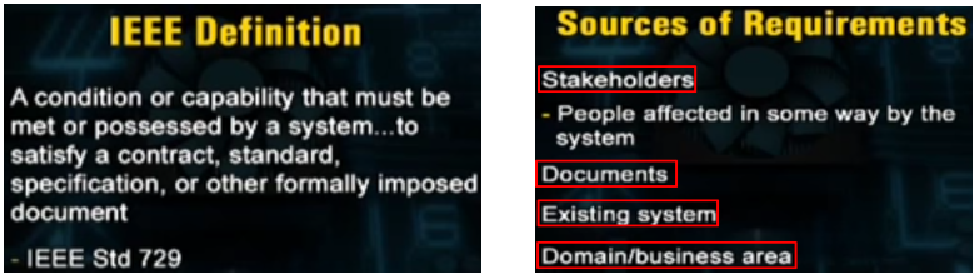 IEEE Definition
A condition or capability that must be
met or possessed by a system...to
satisfy a contract, standard,
specification, or other formally imposed
document
- IEEE Std 729
Sources of Requirements
Stakeholders
- People affected in some way by the
system
Documents
Existing system
Domain/business area